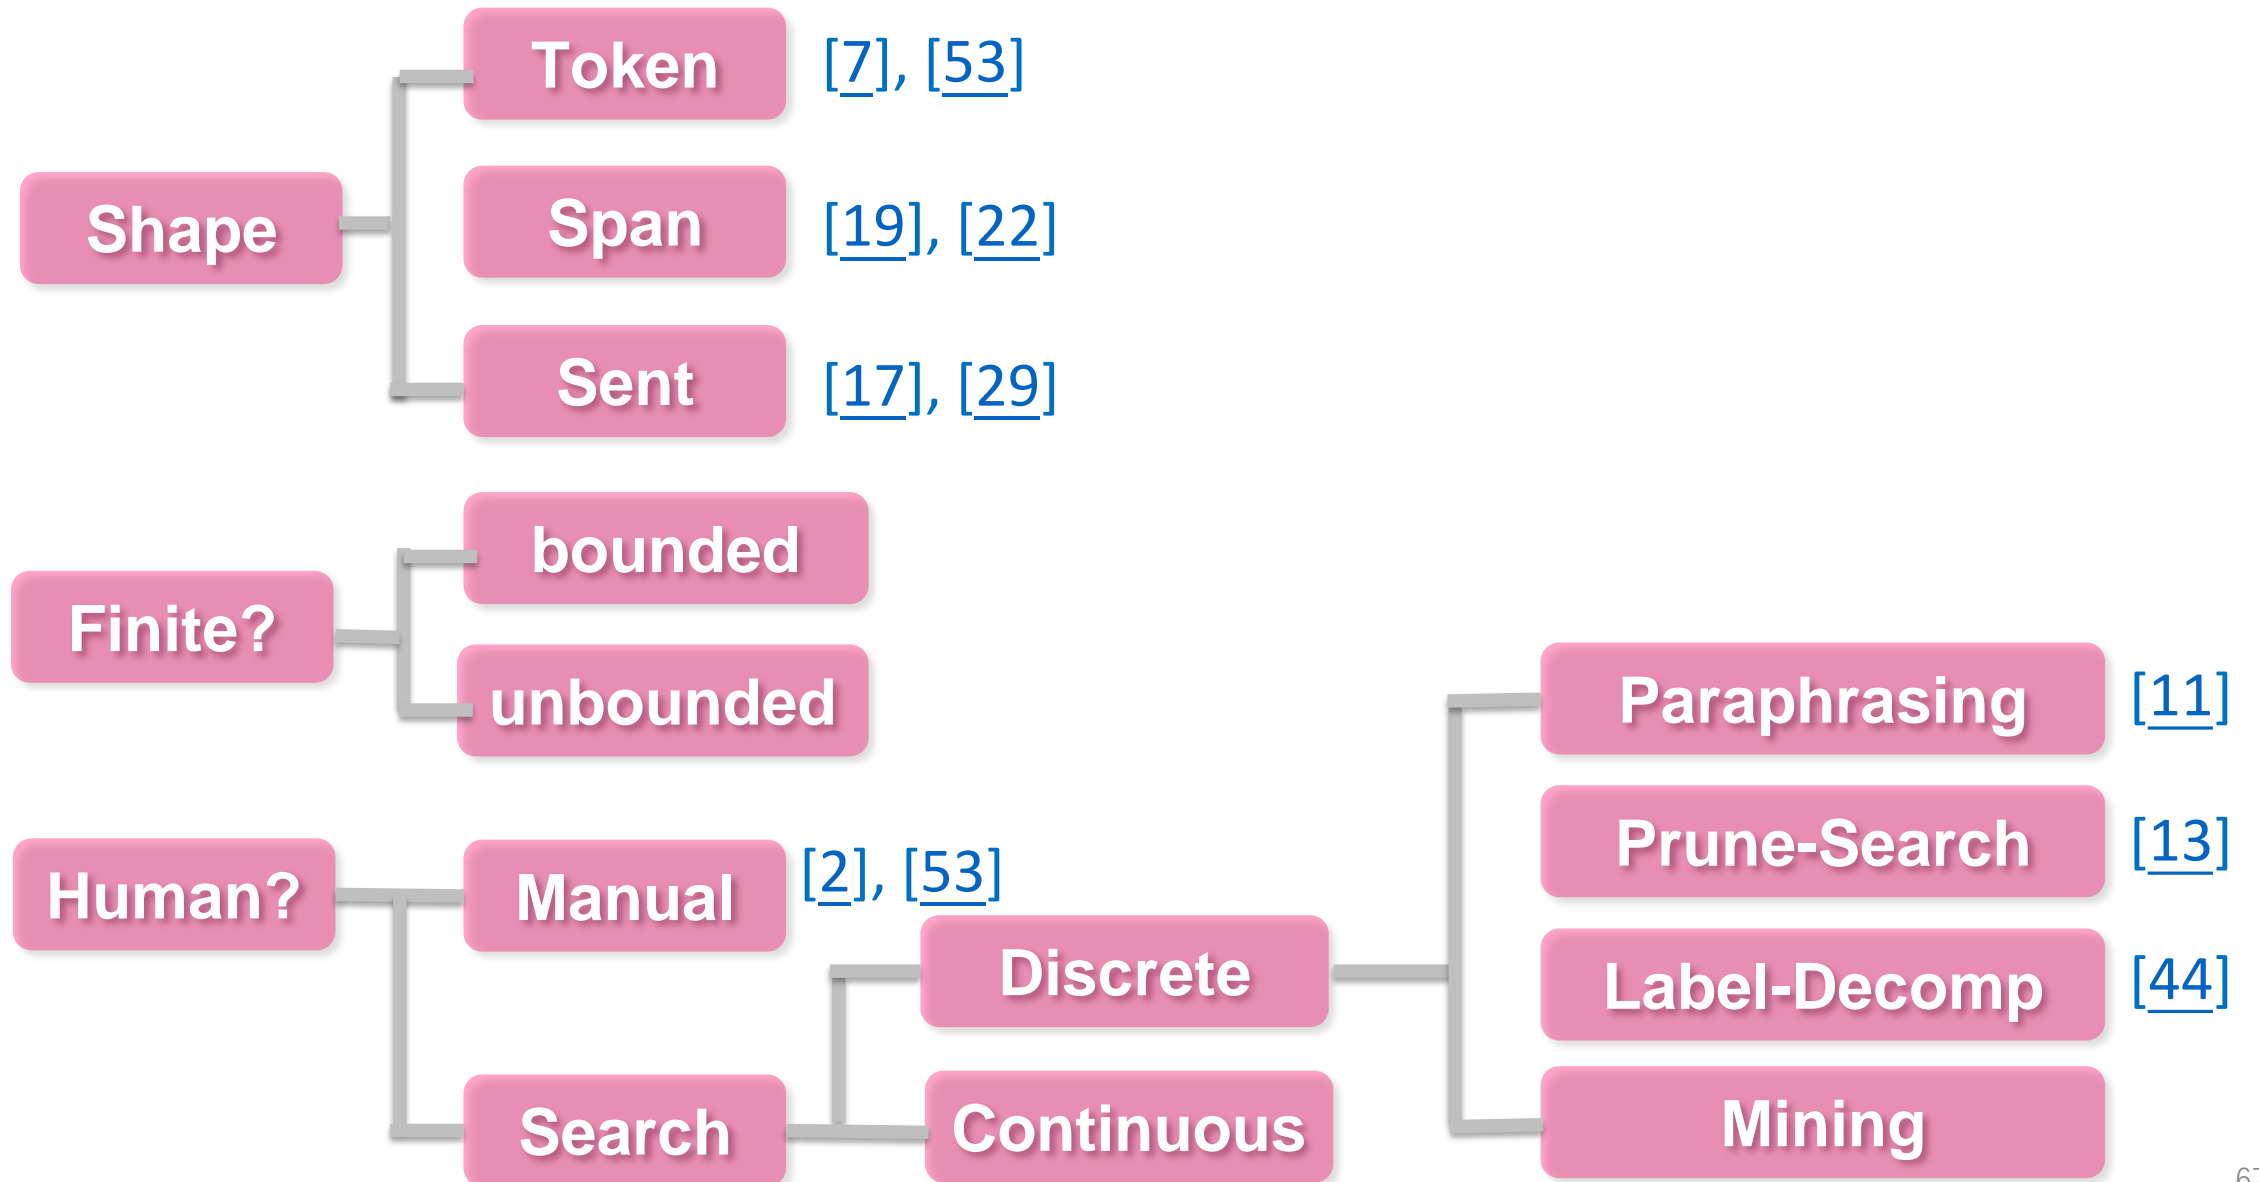 Token [7], [53]
Shape Span [19], [22]
Sent [17], [29]
bounded
Finite?
unbounded
Paraphrasing [11]
Prune-Search [13]
Human? Manual [2], [53]
Discrete Label-Decomp [44]
Search Continuous Mining